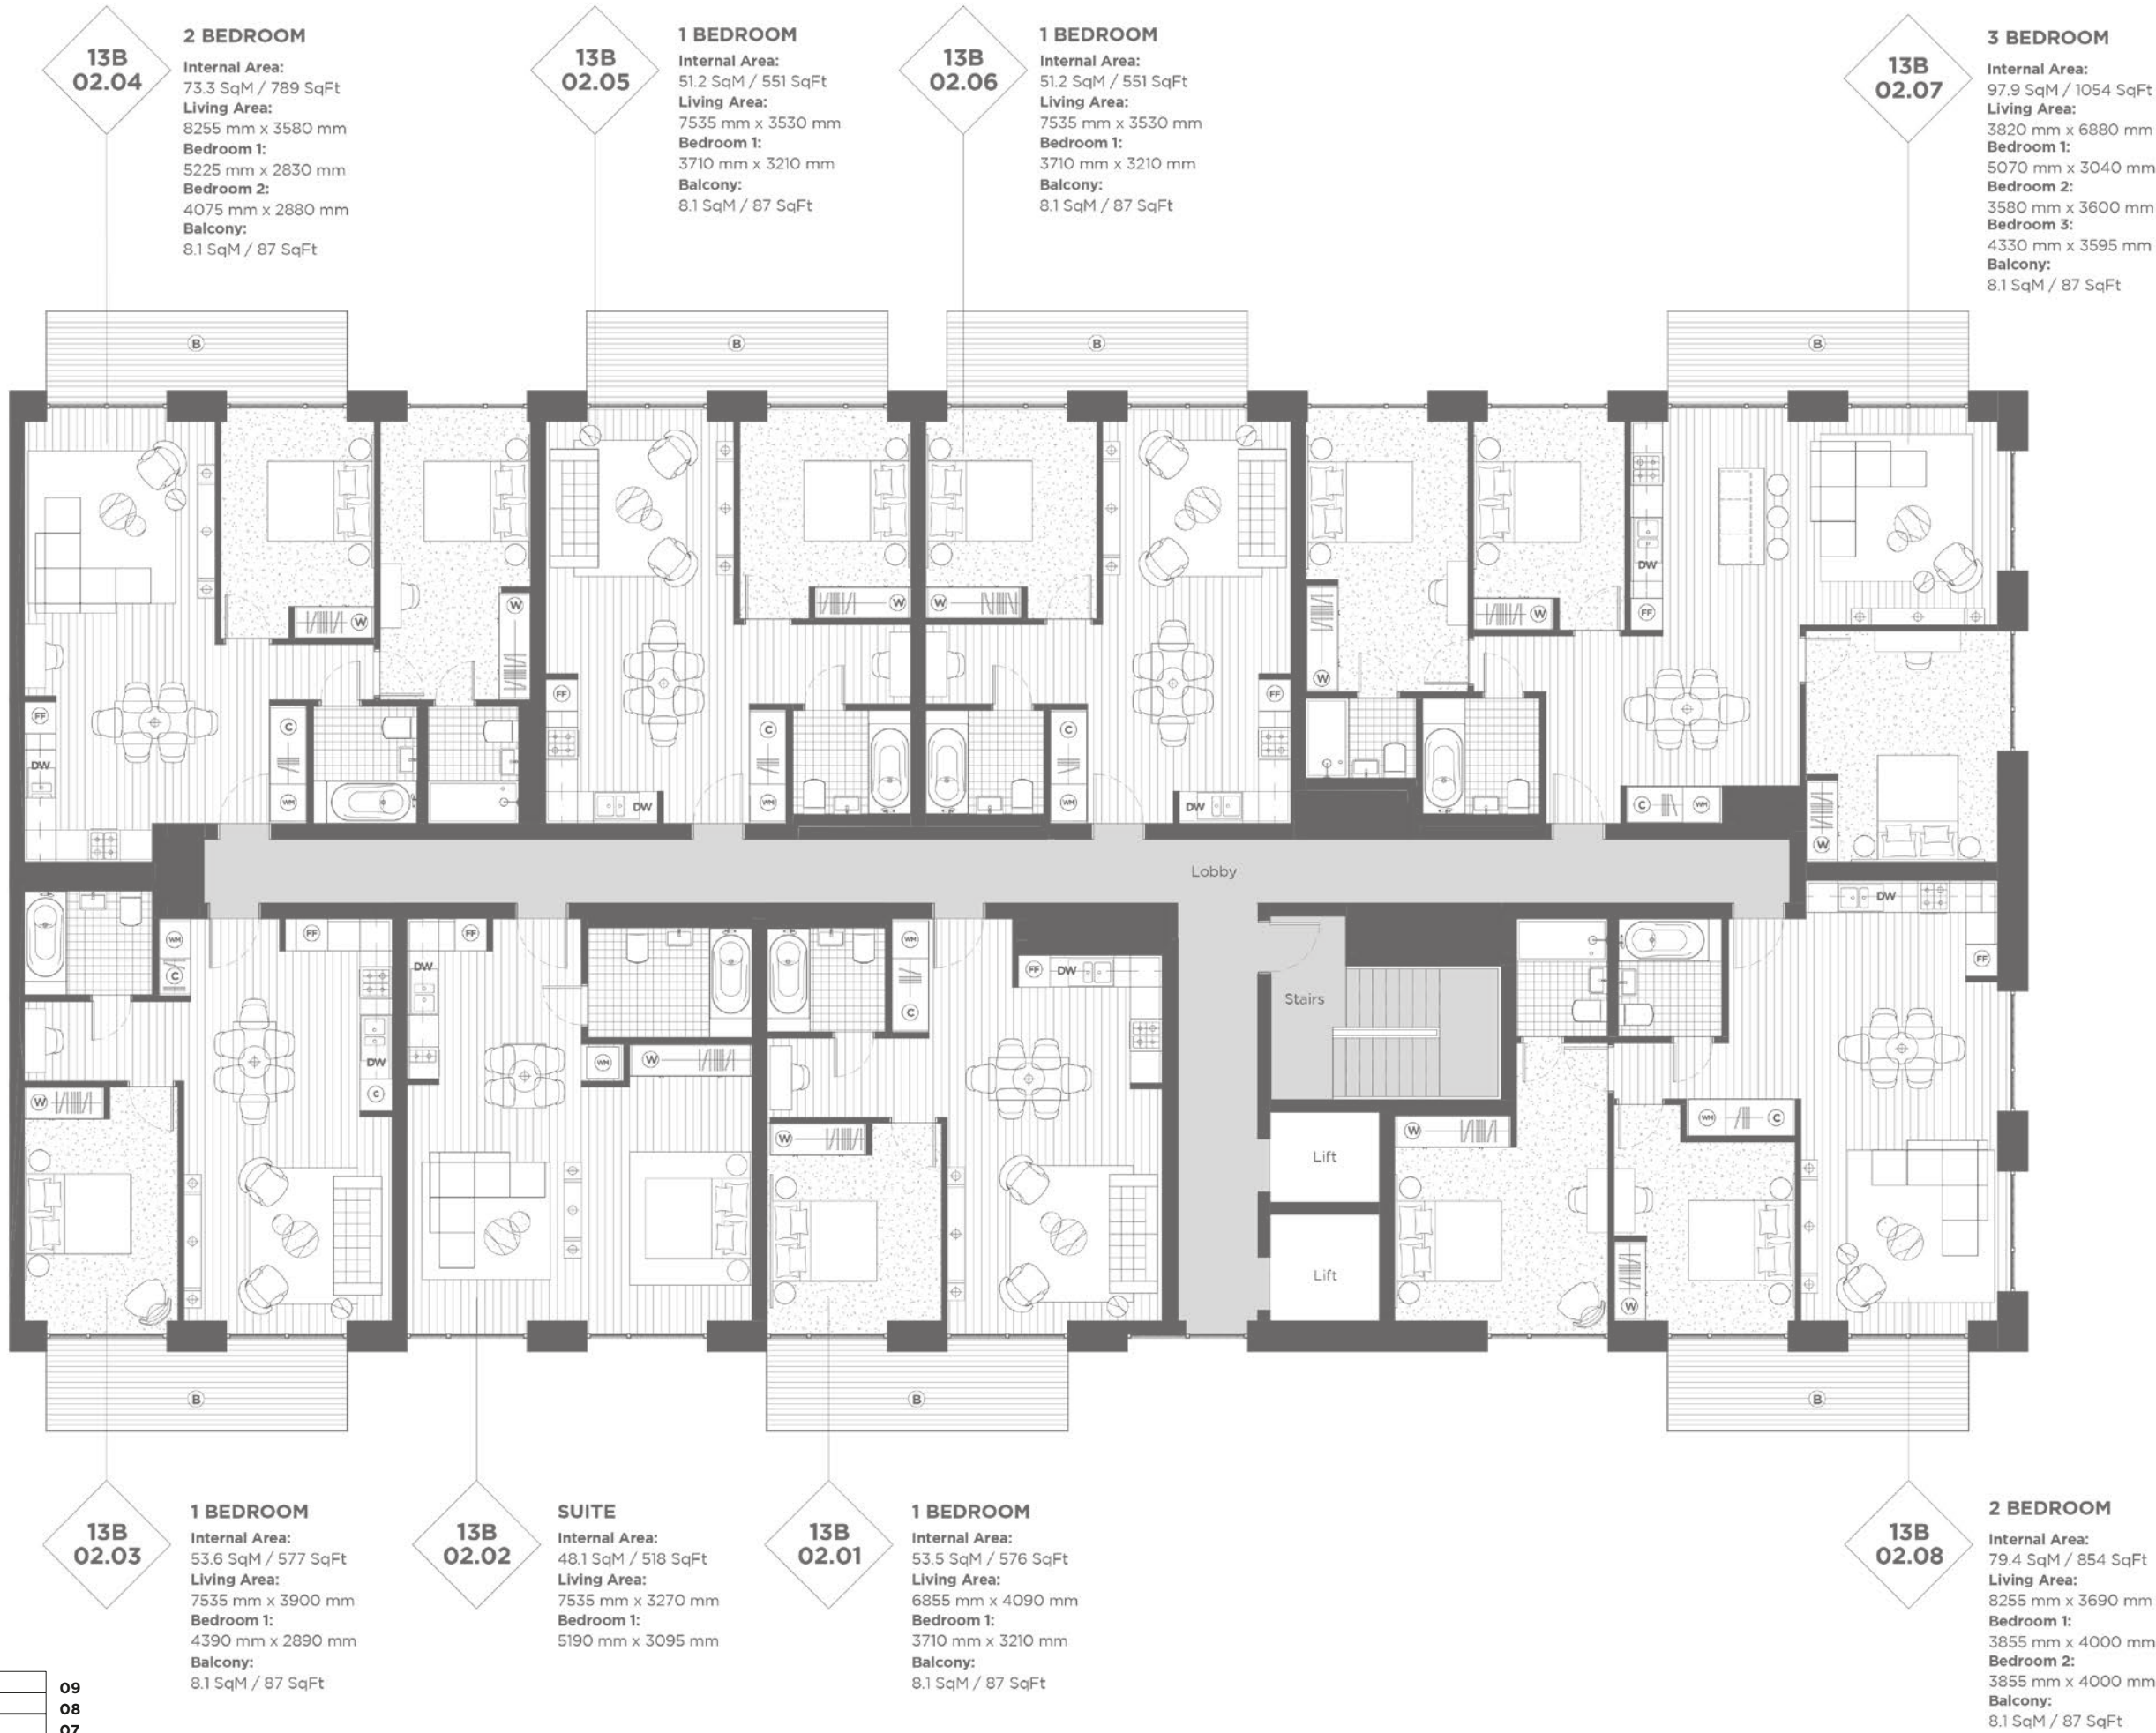 13B
02.04
2 BEDROOM
Internal Area:
73.3 SqM / 789 SqFt
Living Area:
8255 mm x 3580 mm
Bedroom 1:
5225 mm x 2830 mm
Bedroom 2:
4075 mm x 2880 mm
Balcony:
8.1 SqM / 87 SqFt
13B
02.05
1 BEDROOM
Internal Area:
51.2 SqM / 551 SqFt
Living Area:
7535 mm x 3530 mm
Bedroom 1:
3710 mm x 3210 mm
Balcony:
8.1 SqM / 87 SqFt
13B
02.06
1 BEDROOM
Internal Area:
51.2 SqM / 551 SqFt
Living Area:
7535 mm x 3530 mm
Bedroom 1:
3710 mm x 3210 mm
Balcony:
8.1 SqM / 87 SqFt
13B
02.07
3 BEDROOM
Internal Area:
97.9 SqM / 1054 SqFt
Living Area:
3820 mm x 6880 mm
Bedroom 1:
5070 mm x 3040 mm
Bedroom 2:
3580 mm x 3600 mm
Bedroom 3:
4330 mm x 3595 mm
Balcony:
8.1 SqM / 87 SqFt
B
B
B
B
DW
W
W
W
W
W
FF
W
FF
FF
W
FF
C
C
C
DW
WM
WM
WM
DW
DW
C
WM
W
Lobby
DW
WM
FF
FF
WM
FF
C
DW
FF
DW
C
Stairs
WM
W
DW
C
W
W
W
WM
C
Lift
Lift
W
B
B
B
13B
02.03
1 BEDROOM
Internal Area:
53.6 SqM / 577 SqFt
Living Area:
7535 mm x 3900 mm
Bedroom 1:
4390 mm x 2890 mm
Balcony:
8.1 SqM / 87 SqFt
13B
02.02
SUITE
Internal Area:
48.1 SqM / 518 SqFt
Living Area:
7535 mm x 3270 mm
Bedroom 1:
5190 mm x 3095 mm
13B
02.01
1 BEDROOM
Internal Area:
53.5 SqM / 576 SqFt
Living Area:
6855 mm x 4090 mm
Bedroom 1:
3710 mm x 3210 mm
Balcony:
8.1 SqM / 87 SqFt
13B
02.08
2 BEDROOM
Internal Area:
79.4 SqM / 854 SqFt
Living Area:
8255 mm x 3690 mm
Bedroom 1:
3855 mm x 4000 mm
Bedroom 2:
3855 mm x 4000 mm
Balcony:
8.1 SqM / 87 SqFt
09
08
07